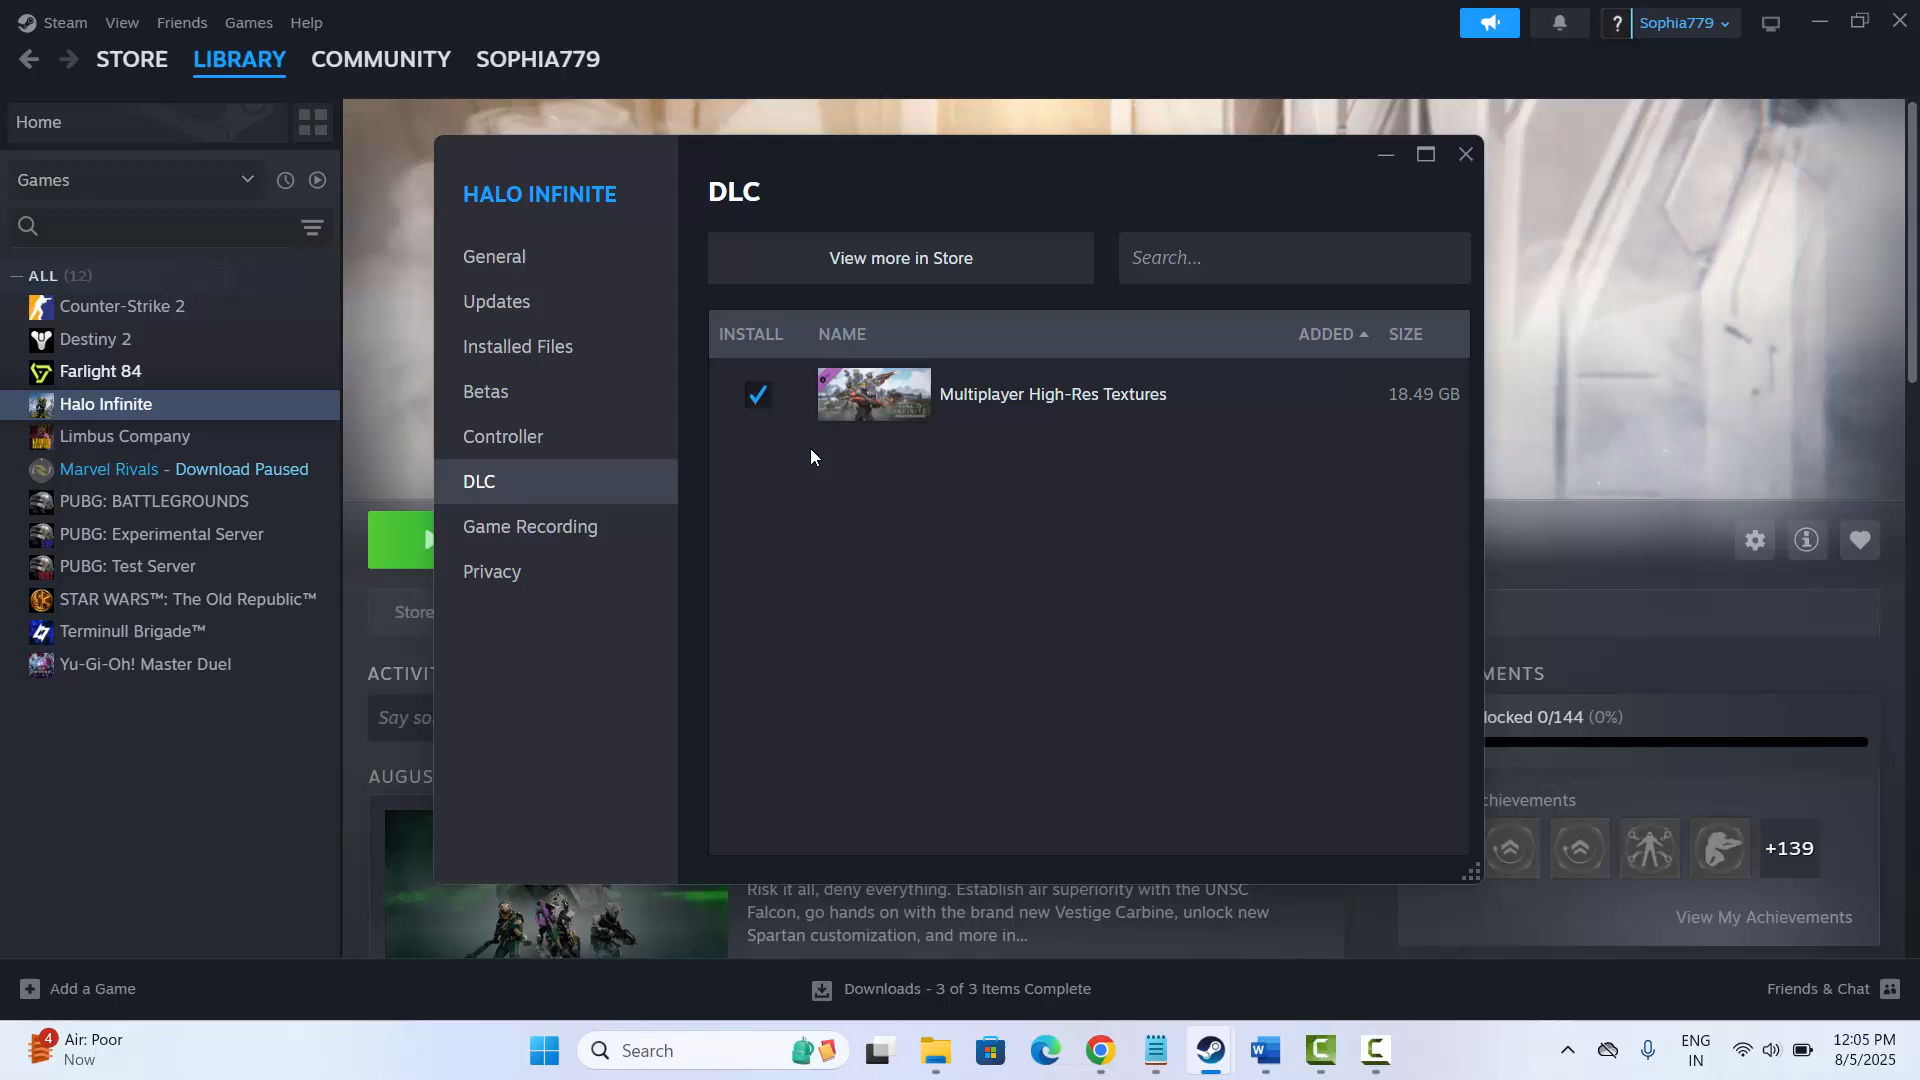 Steam View Friends Games Help
? Sophia779
STORE LIBRARY COMMUNITY SOPHIA779
Home
Games
ALL (12)
Counter-Strike 2
Destiny 2
Farlight 84
Halo Infinite
Limbus Company
Marvel Rivals - Download Paused
PUBG: BATTLEGROUNDS
PUBG: Experimental Server
PUBG: Test Server
STAR WARS™: The Old Republic™
Terminull Brigade™
Yu-Gi-Oh! Master Duel
HALO INFINITE
General
Updates
Installed Files
Betas
Controller
DLC
Game Recording
Privacy
DLC
View more in Store
Search...
INSTALL NAME ADDED SIZE
Multiplayer High-Res Textures 18.49 GB
Store
ACTIVIT
Say so
AUGUS
MENTS
locked 0/144 (0%)
chievements
+139
View My Achievements
Risk it all, deny everything. Establish air superiority with the UNSC
Falcon, go hands on with the brand new Vestige Carbine, unlock new
Spartan customization, and more in...
Add a Game
Downloads - 3 of 3 Items Complete
Friends & Chat
4
Air: Poor
Now
Search
ENG
IN
12:05 PM
8/5/2025